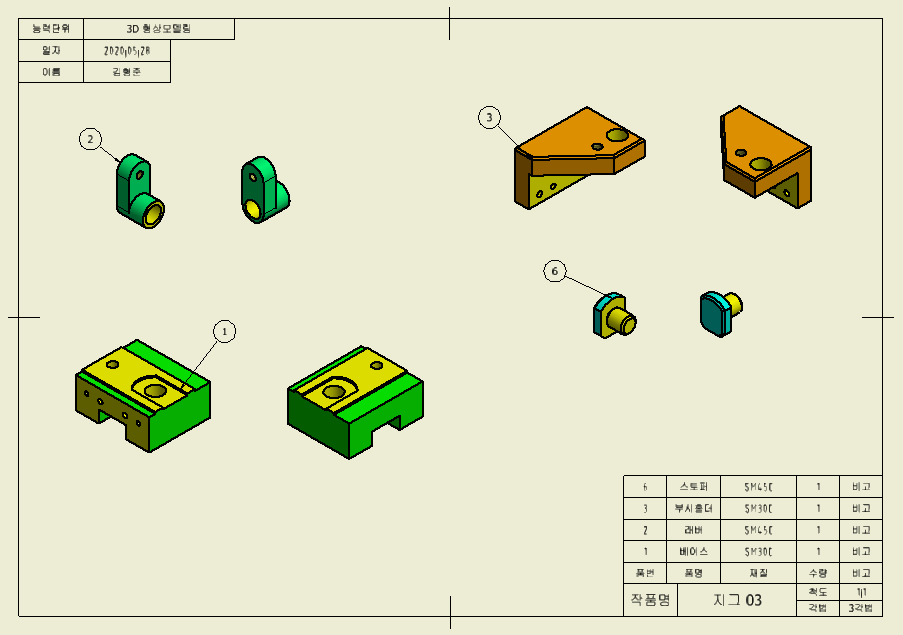 능력단위 3D 형상모델링
일자 2020,05,28
이름 김형준
2
3
6
1
6 스토퍼 SM45C 1 비고
3 부시홀더 SM30C 1 비고
2 래버 SM45C 1 비고
1 베이스 SM30C 1 비고
품번 품명 재질 수량 비고
작품명 지그 03 척도 1:1
각법 3각법